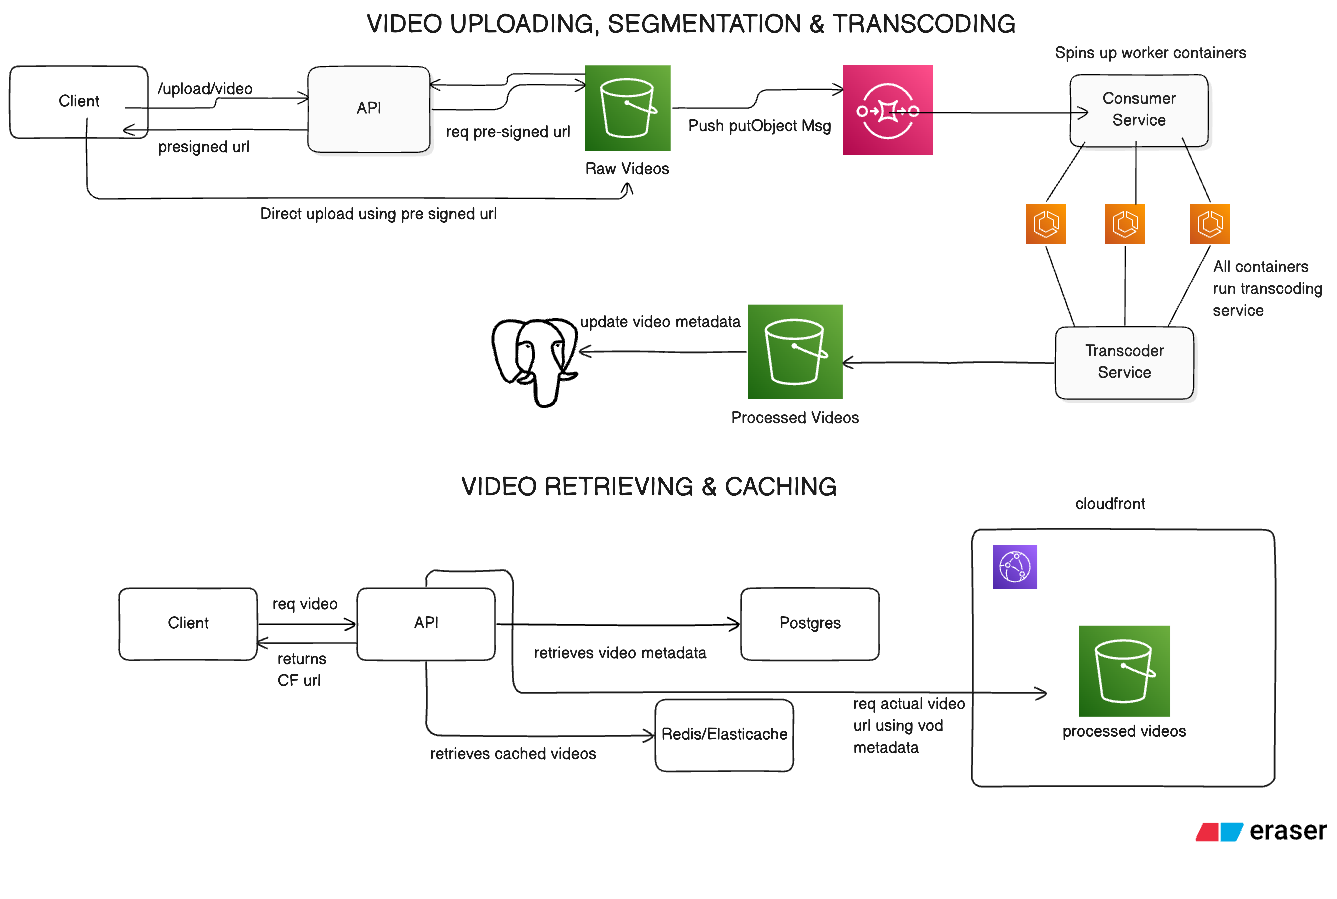 VIDEO UPLOADING, SEGMENTATION & TRANSCODING
Spins up worker containers
Client
/upload/video
API
presigned url
req pre-signed url
Raw Videos
Push putObject Msg
Consumer
Service
Direct upload using pre signed url
All containers
run transcoding
service
update video metadata
Transcoder
Service
Processed Videos
VIDEO RETRIEVING & CACHING
cloudfront
Client
req video
returns
CF url
API
retrieves video metadata
Postgres
retrieves cached videos
Redis/Elasticache
req actual video
url using vod
metadata
processed videos
eraser